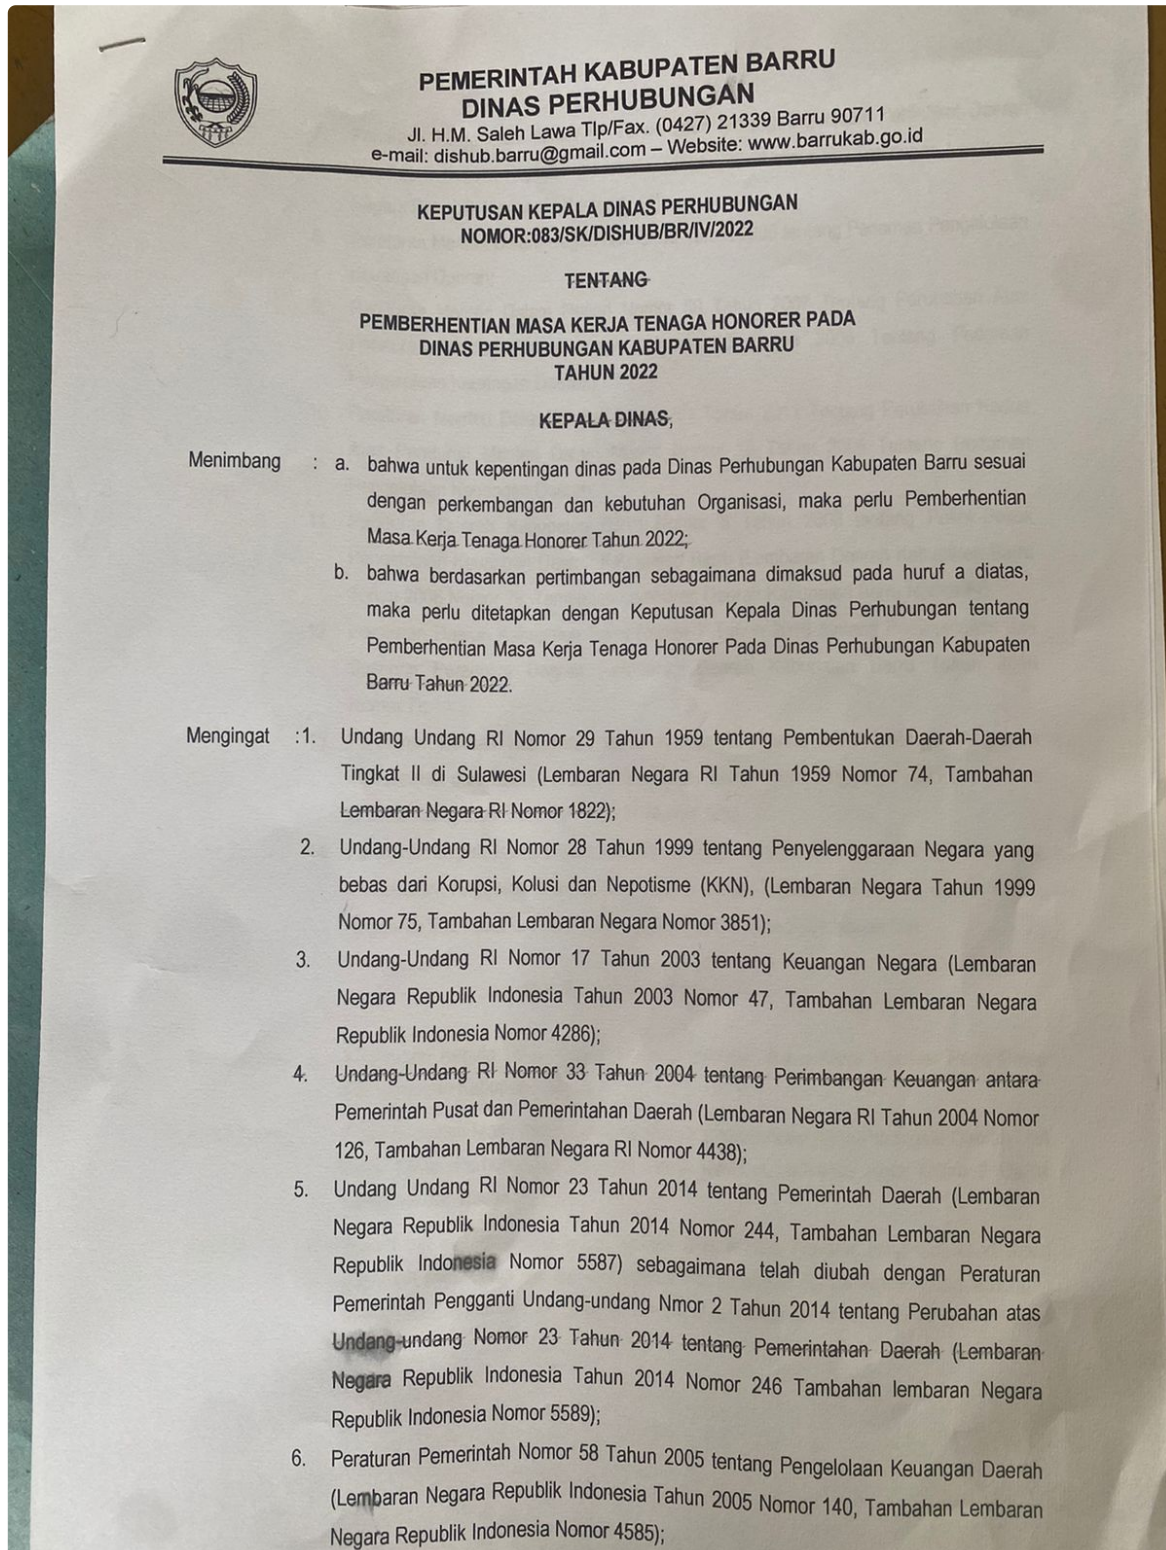 PEMERINTAH KABUPATEN BARRU
DINAS PERHUBUNGAN
Jl. H.M. Saleh Lawa Tlp/Fax. (0427) 21339 Barru 90711
e-mail: dishub.barru@gmail.com – Website: www.barrukab.go.id
KEPUTUSAN KEPALA DINAS PERHUBUNGAN
NOMOR:083/SK/DISHUB/BR/IV/2022
TENTANG
PEMBERHENTIAN MASA KERJA TENAGA HONORER PADA
DINAS PERHUBUNGAN KABUPATEN BARRU
TAHUN 2022
KEPALA DINAS,
Menimbang : a. bahwa untuk kepentingan dinas pada Dinas Perhubungan Kabupaten Barru sesuai
dengan perkembangan dan kebutuhan Organisasi, maka perlu Pemberhentian
Masa Kerja Tenaga Honorer Tahun 2022;
b. bahwa berdasarkan pertimbangan sebagaimana dimaksud pada huruf a diatas,
maka perlu ditetapkan dengan Keputusan Kepala Dinas Perhubungan tentang
Pemberhentian Masa Kerja Tenaga Honorer Pada Dinas Perhubungan Kabupaten
Barru Tahun 2022.
Mengingat :1. Undang Undang RI Nomor 29 Tahun 1959 tentang Pembentukan Daerah-Daerah
Tingkat II di Sulawesi (Lembaran Negara RI Tahun 1959 Nomor 74, Tambahan
Lembaran Negara RI Nomor 1822);
2. Undang-Undang RI Nomor 28 Tahun 1999 tentang Penyelenggaraan Negara yang
bebas dari Korupsi, Kolusi dan Nepotisme (KKN), (Lembaran Negara Tahun 1999
Nomor 75, Tambahan Lembaran Negara Nomor 3851);
3. Undang-Undang RI Nomor 17 Tahun 2003 tentang Keuangan Negara (Lembaran
Negara Republik Indonesia Tahun 2003 Nomor 47, Tambahan Lembaran Negara
Republik Indonesia Nomor 4286);
4. Undang-Undang RI Nomor 33 Tahun 2004 tentang Perimbangan Keuangan antara
Pemerintah Pusat dan Pemerintahan Daerah (Lembaran Negara RI Tahun 2004 Nomor
126, Tambahan Lembaran Negara RI Nomor 4438);
5. Undang Undang RI Nomor 23 Tahun 2014 tentang Pemerintah Daerah (Lembaran
Negara Republik Indonesia Tahun 2014 Nomor 244, Tambahan Lembaran Negara
Republik Indonesia Nomor 5587) sebagaimana telah diubah dengan Peraturan
Pemerintah Pengganti Undang-undang Nmor 2 Tahun 2014 tentang Perubahan atas
Undang-undang Nomor 23 Tahun 2014 tentang Pemerintahan Daerah (Lembaran
Negara Republik Indonesia Tahun 2014 Nomor 246 Tambahan lembaran Negara
Republik Indonesia Nomor 5589);
6. Peraturan Pemerintah Nomor 58 Tahun 2005 tentang Pengelolaan Keuangan Daerah
(Lembaran Negara Republik Indonesia Tahun 2005 Nomor 140, Tambahan Lembaran
Negara Republik Indonesia Nomor 4585);